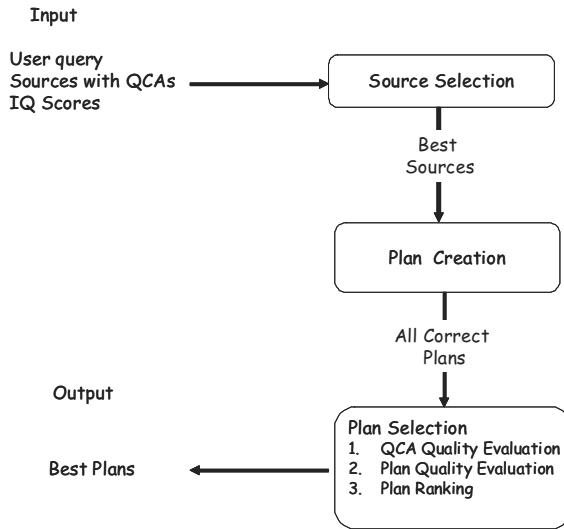 Input
User query
Sources with QCAs
IQ Scores
Source Selection
Best
Sources
Plan Creation
All Correct
Plans
Output
Best Plans
Plan Selection
1. QCA Quality Evaluation
2. Plan Quality Evaluation
3. Plan Ranking